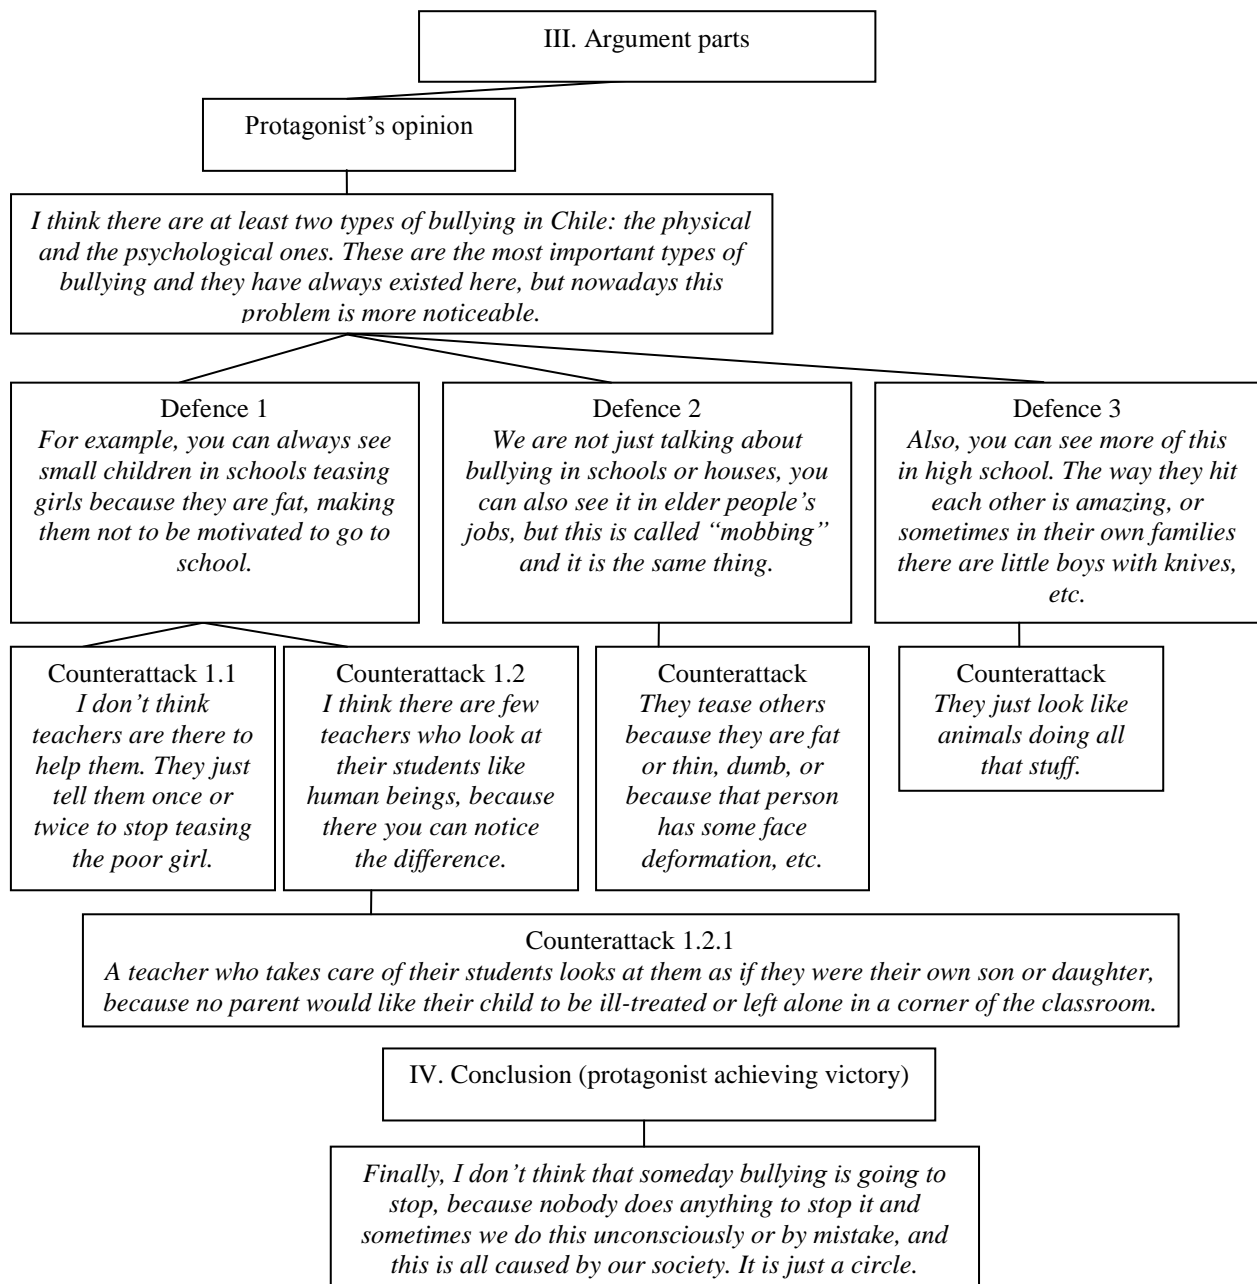 III. Argument parts
Protagonist’s opinion
I think there are at least two types of bullying in Chile: the physical
and the psychological ones. These are the most important types of
bullying and they have always existed here, but nowadays this
problem is more noticeable.
Defence 1
For example, you can always see
small children in schools teasing
girls because they are fat, making
them not to be motivated to go to
school.
Defence 2
We are not just talking about
bullying in schools or houses, you
can also see it in elder people’s
jobs, but this is called “mobbing”
and it is the same thing.
Defence 3
Also, you can see more of this
in high school. The way they hit
each other is amazing, or
sometimes in their own families
there are little boys with knives,
etc.
Counterattack 1.1
I don’t think
teachers are there to
help them. They just
tell them once or
twice to stop teasing
the poor girl.
Counterattack 1.2
I think there are few
teachers who look at
their students like
human beings, because
there you can notice
the difference.
Counterattack
They tease others
because they are fat
or thin, dumb, or
because that person
has some face
deformation, etc.
Counterattack
They just look like
animals doing all
that stuff.
Counterattack 1.2.1
A teacher who takes care of their students looks at them as if they were their own son or daughter,
because no parent would like their child to be ill-treated or left alone in a corner of the classroom.
IV. Conclusion (protagonist achieving victory)
Finally, I don’t think that someday bullying is going to
stop, because nobody does anything to stop it and
sometimes we do this unconsciously or by mistake, and
this is all caused by our society. It is just a circle.